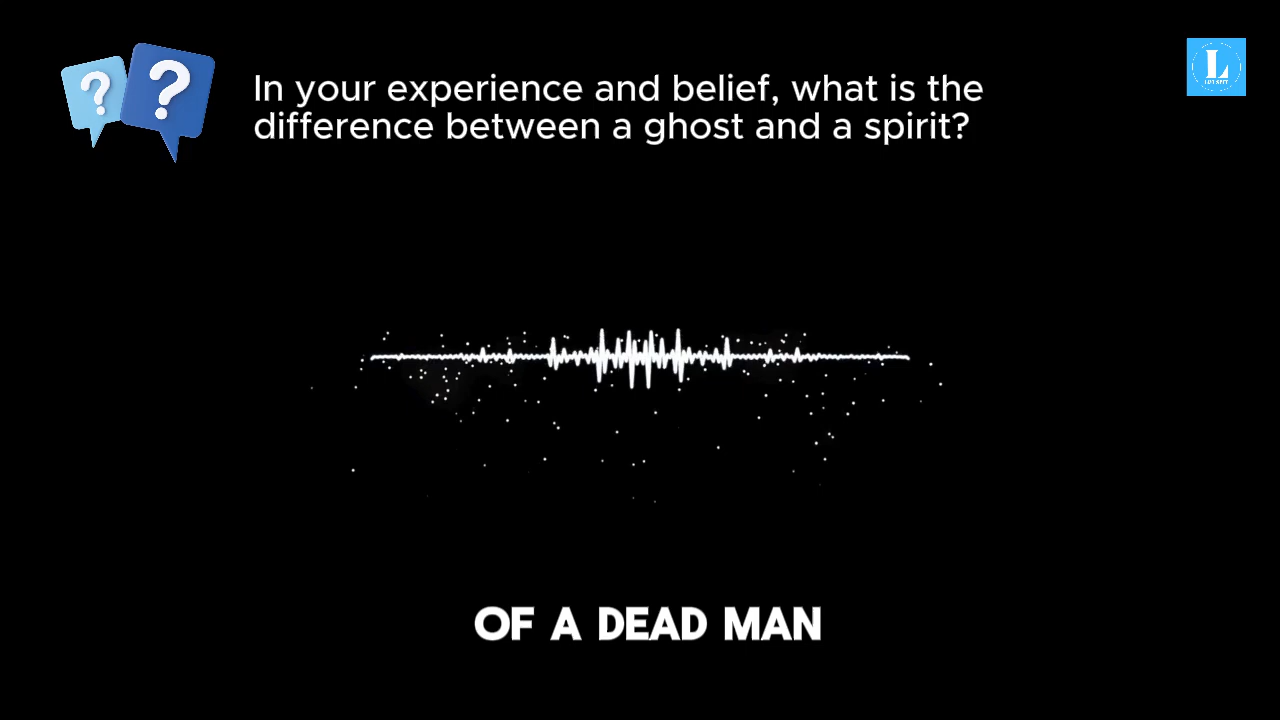 ? ?
In your experience and belief, what is the
difference between a ghost and a spirit?
L
OF A DEAD MAN